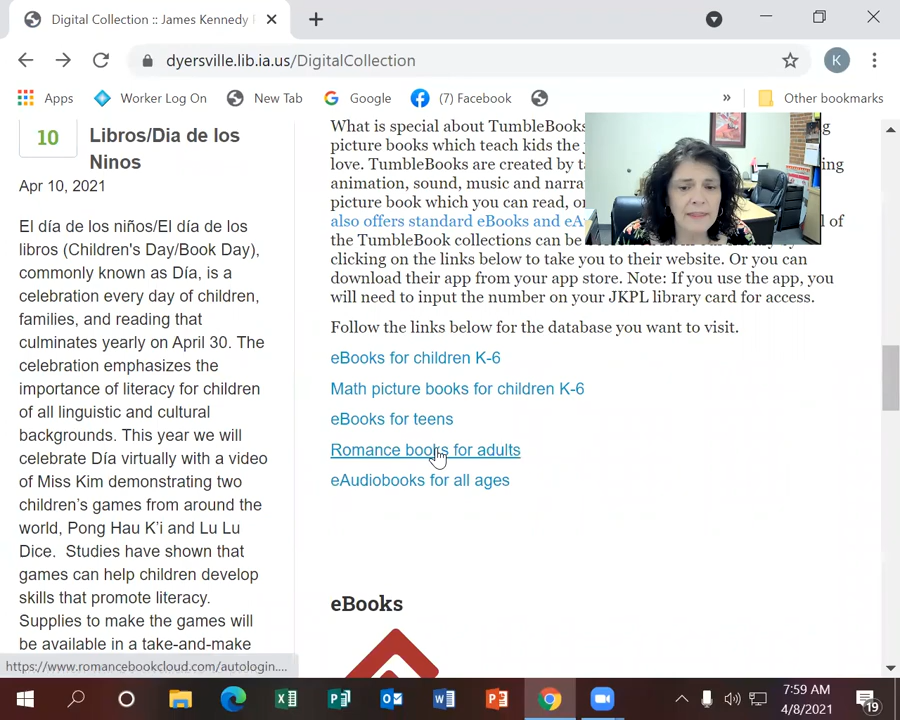 Digital Collection :: James Kennedy
dyersville.lib.ia.us/DigitalCollection
K
Apps
Worker Log On
New Tab
Google
(7) Facebook
»
Other bookmarks
10
Libros/Dia de los
Ninos
Apr 10, 2021
El día de los niños/El día de los
libros (Children's Day/Book Day),
commonly known as Día, is a
celebration every day of children,
families, and reading that
culminates yearly on April 30. The
celebration emphasizes the
importance of literacy for children
of all linguistic and cultural
backgrounds. This year we will
celebrate Día virtually with a video
of Miss Kim demonstrating two
children's games from around the
world, Pong Hau K'i and Lu Lu
Dice.  Studies have shown that
games can help children develop
skills that promote literacy.
Supplies to make the games will
be available in a take-and-make
What is special about TumbleBooks
picture books which teach kids the
love. TumbleBooks are created by
animation, sound, music and
picture book which you can read,
also offers standard eBooks and
of
the TumbleBook collections can be
clicking on the links below to take you to their website. Or you can
download their app from your app store. Note: If you use the app, you
will need to input the number on your JKPL library card for access.
Follow the links below for the database you want to visit.
eBooks for children K-6
Math picture books for children K-6
eBooks for teens
Romance books for adults
eAudiobooks for all ages
eBooks
https://www.romancebookcloud.com/autologin....
7:59 AM
4/8/2021
19